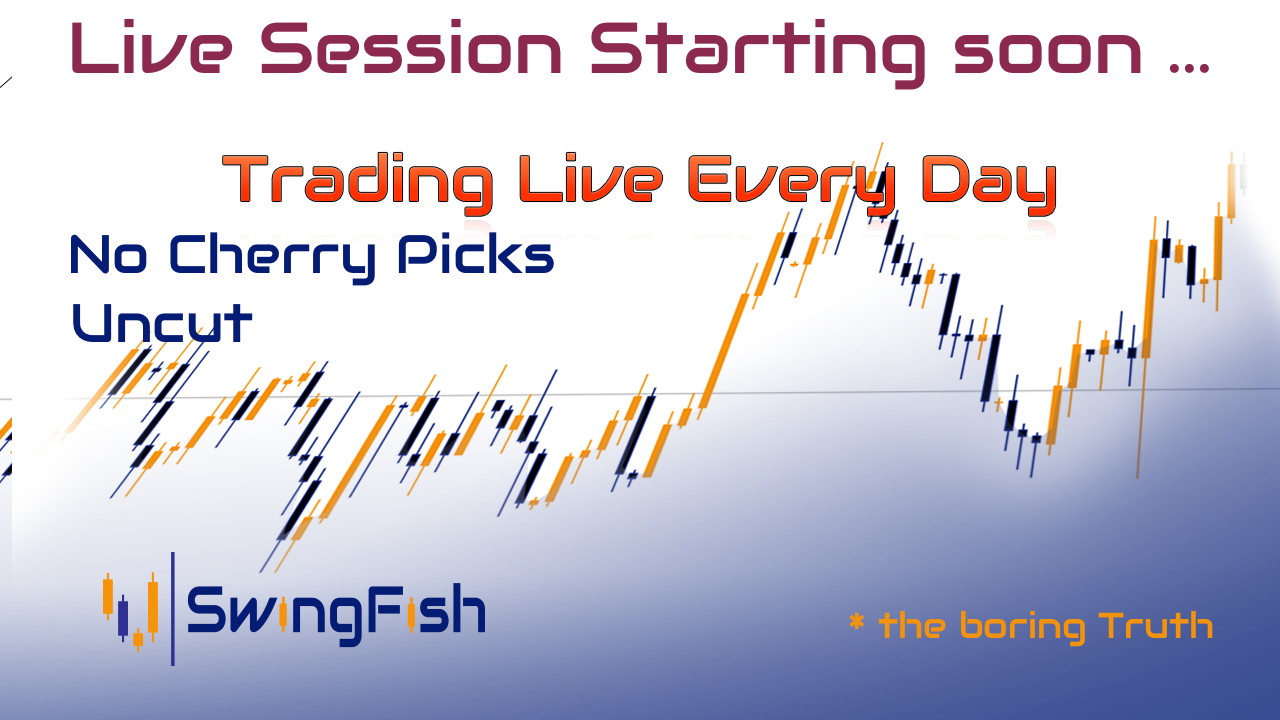 Live Session Starting soon ...
Trading Live Every Day
No Cherry Picks
Uncut
SwingFish
* the boring Truth